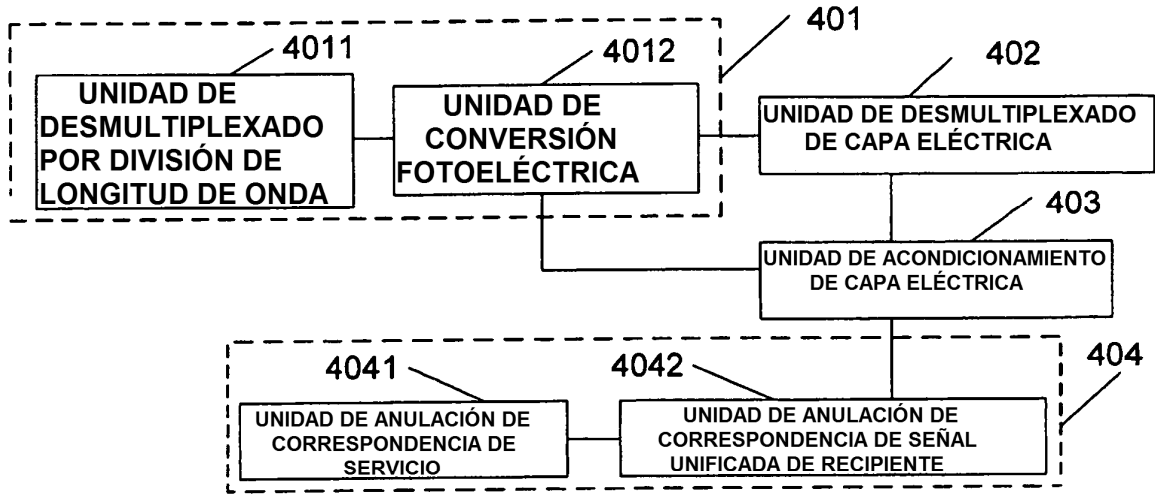 401
4011
4012
402
UNIDAD DE
DESMULTIPLEXADO
POR DIVISIÓN DE
LONGITUD DE ONDA
UNIDAD DE
CONVERSIÓN
FOTOELÉCTRICA
UNIDAD DE DESMULTIPLEXADO
DE CAPA ELÉCTRICA
403
UNIDAD DE ACONDICIONAMIENTO
DE CAPA ELÉCTRICA
4041
4042
404
UNIDAD DE ANULACIÓN DE
CORRESPONDENCIA DE
SERVICIO
UNIDAD DE ANULACIÓN DE
CORRESPONDENCIA DE SEÑAL
UNIFICADA DE RECIPIENTE